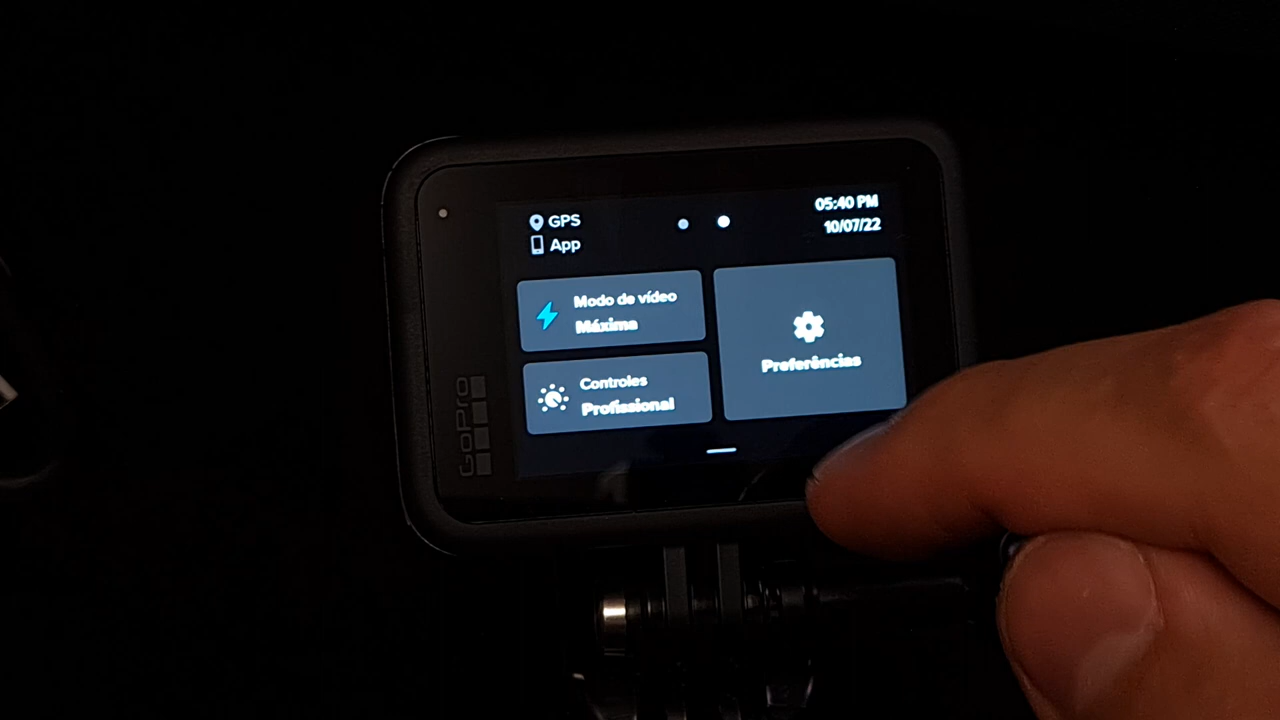 GPS
App
05:40 PM
10/07/22
Modo de vídeo
Máxima
Controles
Profissional
Preferências
GoPro